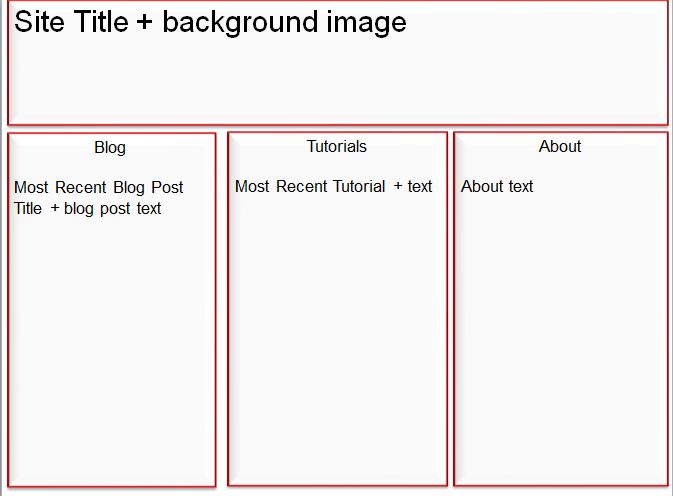 Site Title + background image
Blog
Most Recent Blog Post
Title + blog post text
Tutorials
Most Recent Tutorial + text
About
About text